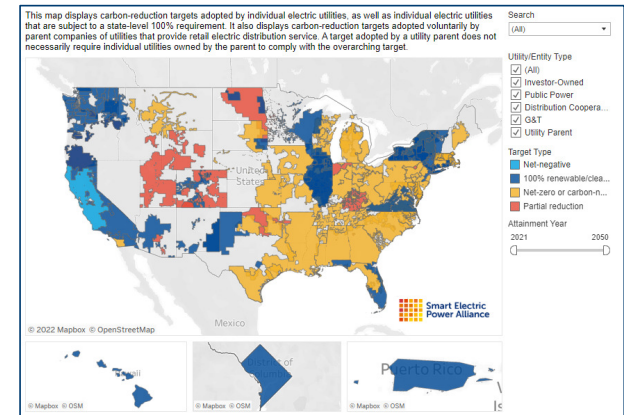 This map displays carbon-reduction targets adopted by individual electric utilities, as well as individual electric utilities
that are subject to a state-level 100% requirement. It also displays carbon-reduction targets adopted voluntarily by
parent companies of utilities that provide retail electric distribution service. A target adopted by a utility parent does not
necessarily require individual utilities owned by the parent to comply with the overarching target.
Search
(All)
Utility/Entity Type
(All)
Investor-Owned
Public Power
Distribution Coopera...
G&T
Utility Parent
Target Type
Net-negative
100% renewable/clea...
Net-zero or carbon-n...
Partial reduction
Attainment Year
2021 2050
United
States
Mexico
Smart Electric
Power Alliance
© 2022 Mapbox © OpenStreetMap
© Mapbox © OSM
District of
© Mapbox © OSM
Puerto Rico
© Mapbox © OSM